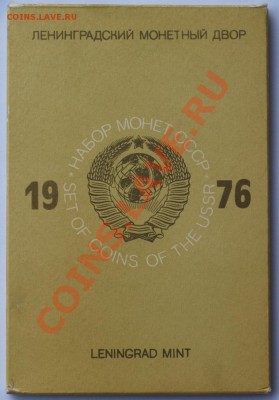 COINS.LAVE.RU
ЛЕНИНГРАДСКИЙ МОНЕТНЫЙ ДВОР
НАБОР МОНЕТ СССР
19 76
• SET OF COINS OF THE USSR •
LENINGRAD MINT
COINS.LAVE.RU